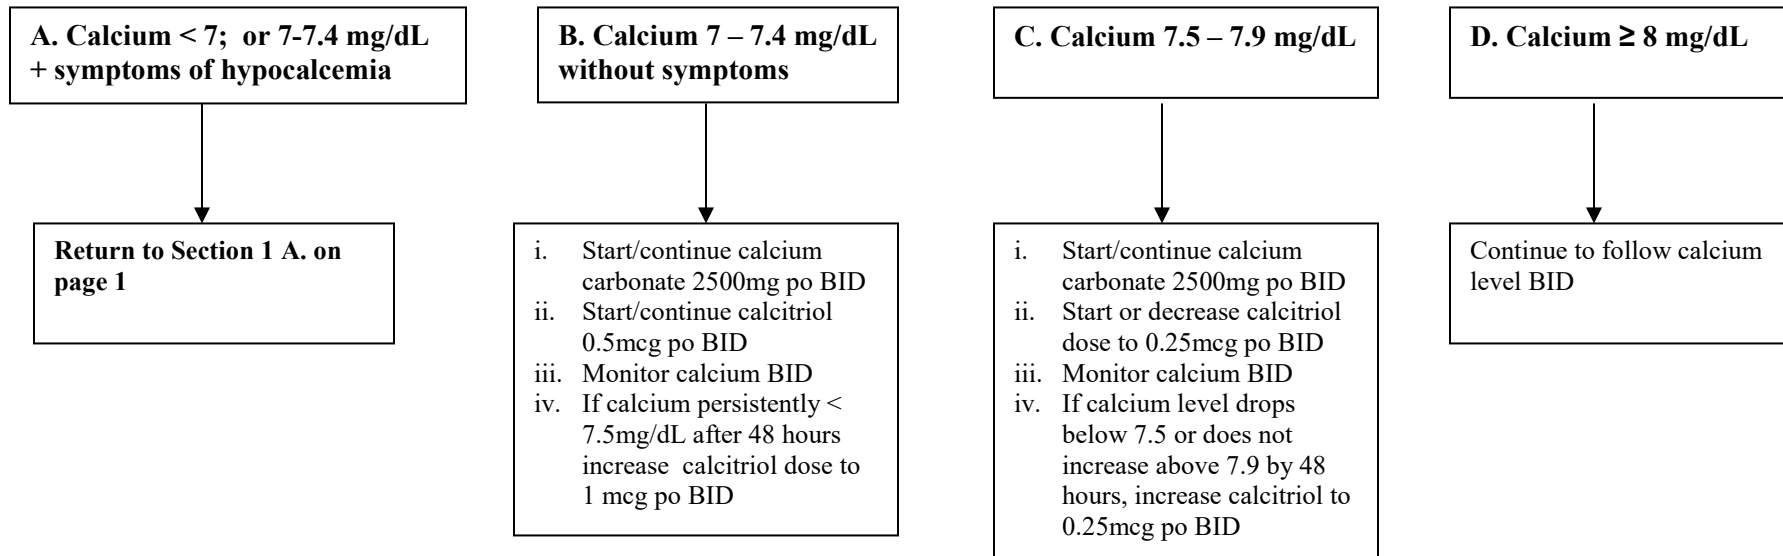 A. Calcium < 7;  or 7-7.4 mg/dL
+ symptoms of hypocalcemia
B. Calcium 7 – 7.4 mg/dL
without symptoms
C. Calcium 7.5 – 7.9 mg/dL
D. Calcium ≥ 8 mg/dL
Return to Section 1 A. on
page 1
i. Start/continue calcium
carbonate 2500mg po BID
ii. Start/continue calcitriol
0.5mcg po BID
iii. Monitor calcium BID
iv. If calcium persistently <
7.5mg/dL after 48 hours
increase  calcitriol dose to
1 mcg po BID
i. Start/continue calcium
carbonate 2500mg po BID
ii. Start or decrease calcitriol
dose to 0.25mcg po BID
iii. Monitor calcium BID
iv. If calcium level drops
below 7.5 or does not
increase above 7.9 by 48
hours, increase calcitriol to
0.25mcg po BID
Continue to follow calcium
level BID